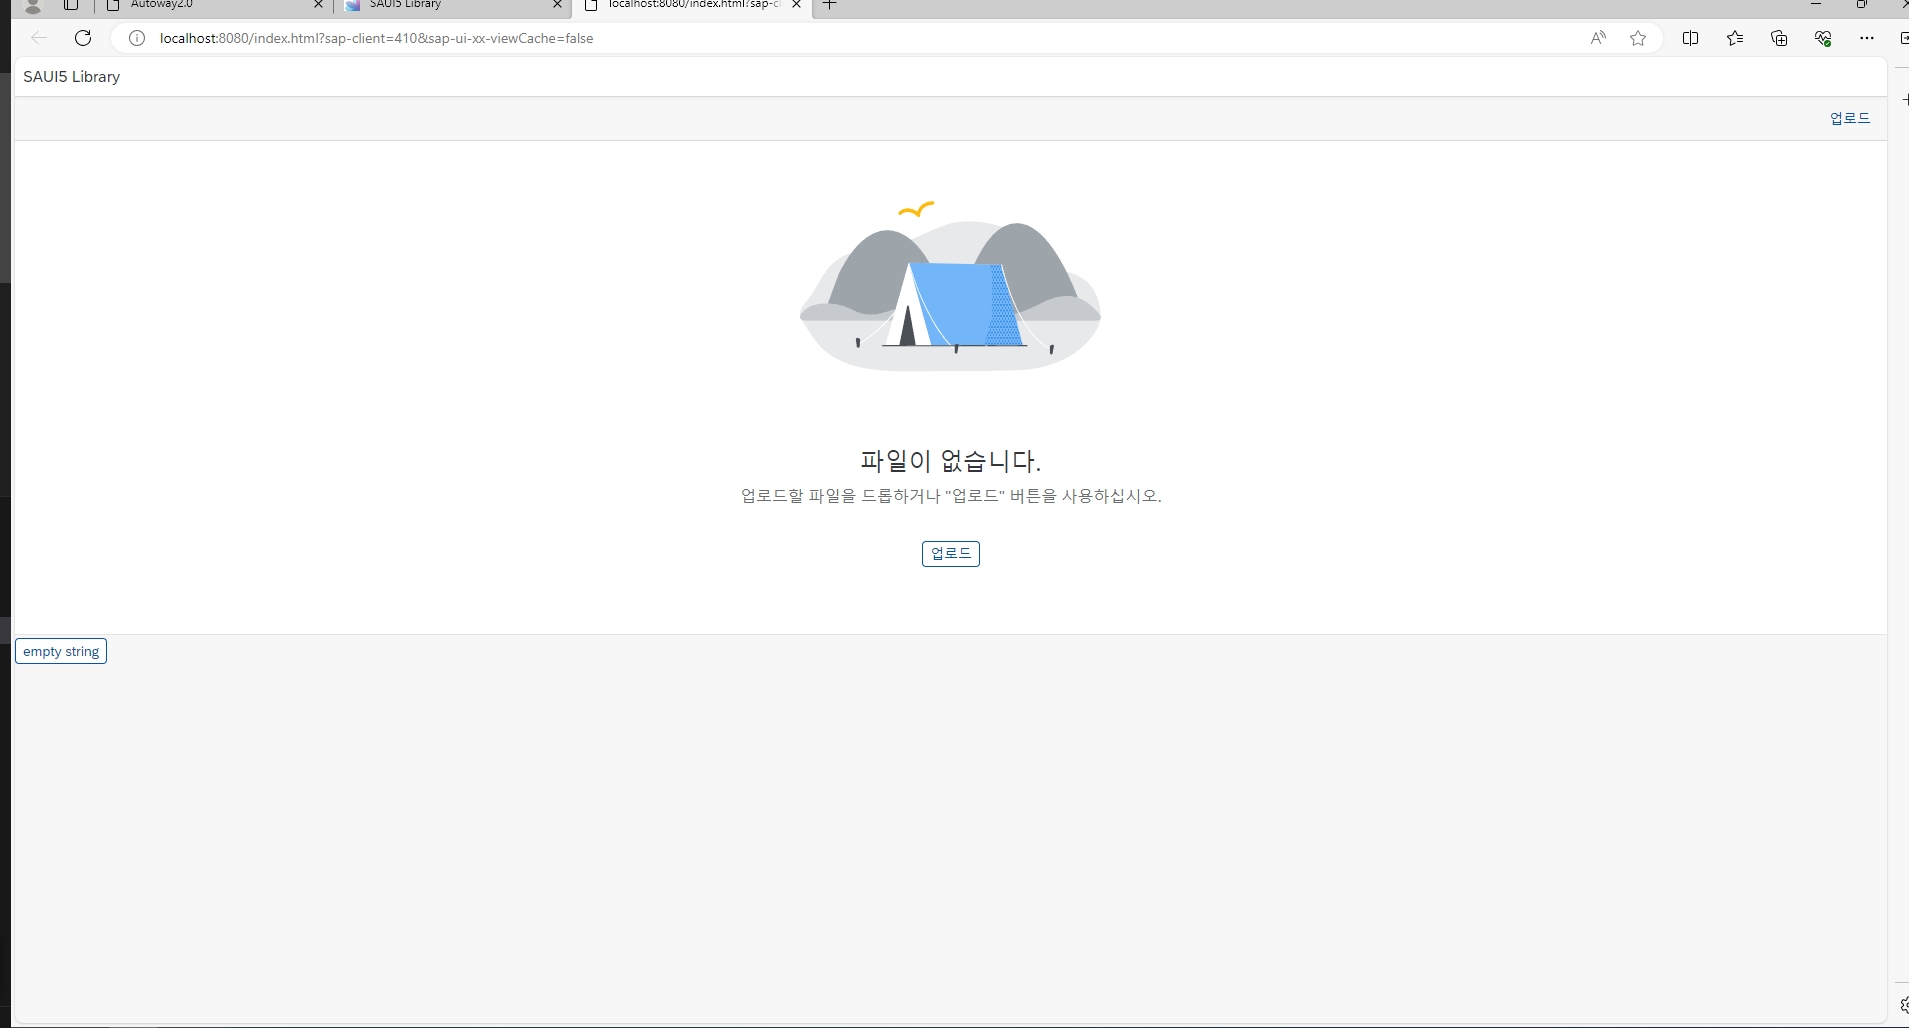 Autoway2.0
SAUI5 Library
localhost:8080/index.html?sap-cl
localhost:8080/index.html?sap-client=410&sap-ui-xx-viewCache=false
SAUI5 Library
업로드
파일이 없습니다.
업로드할 파일을 드롭하거나 "업로드" 버튼을 사용하십시오.
업로드
empty string